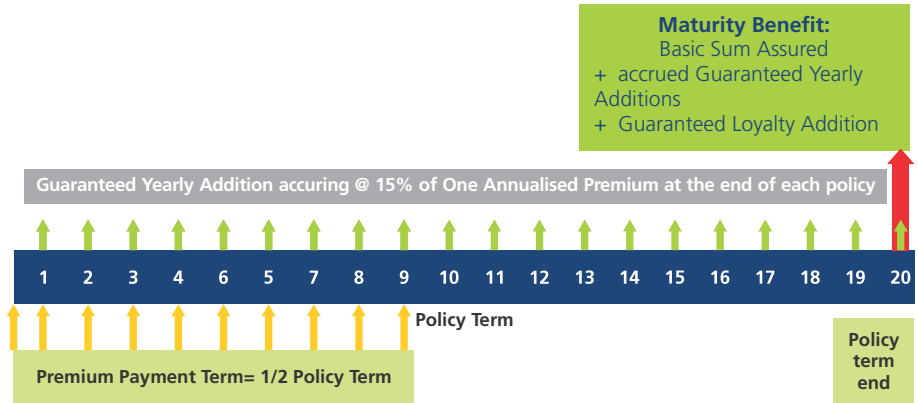 Maturity Benefit:
Basic Sum Assured
+ accrued Guaranteed Yearly
Additions
+ Guaranteed Loyalty Addition
Guaranteed Yearly Addition accuring @ 15% of One Annualised Premium at the end of each policy
1 2 3 4 6 5 7 8 9 10 11 12 13 14 15 16 17 18 19 20
Policy Term
Premium Payment Term= 1/2 Policy Term
Policy
term
end